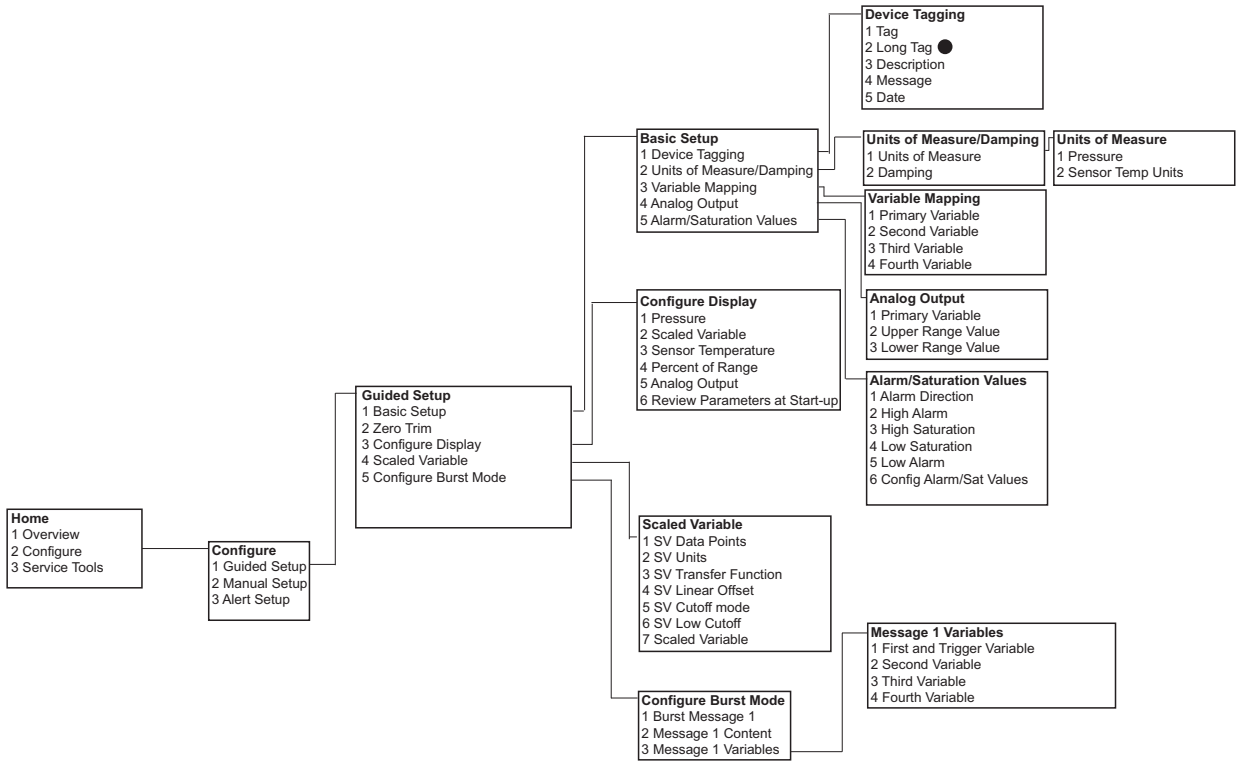 Home
1 Overview
2 Configure
3 Service Tools
Configure
1 Guided Setup
2 Manual Setup
3 Alert Setup
Guided Setup
1 Basic Setup
2 Zero Trim
3 Configure Display
4 Scaled Variable
5 Configure Burst Mode
Basic Setup
1 Device Tagging
2 Units of Measure/Damping
3 Variable Mapping
4 Analog Output
5 Alarm/Saturation Values
Configure Display
1 Pressure
2 Scaled Variable
3 Sensor Temperature
4 Percent of Range
5 Analog Output
6 Review Parameters at Start-up
Scaled Variable
1 SV Data Points
2 SV Units
3 SV Transfer Function
4 SV Linear Offset
5 SV Cutoff mode
6 SV Low Cutoff
7 Scaled Variable
Configure Burst Mode
1 Burst Message 1
2 Message 1 Content
3 Message 1 Variables
Device Tagging
1 Tag
2 Long Tag
3 Description
4 Message
5 Date
Units of Measure/Damping
1 Units of Measure
2 Damping
Units of Measure
1 Pressure
2 Sensor Temp Units
Variable Mapping
1 Primary Variable
2 Second Variable
3 Third Variable
4 Fourth Variable
Analog Output
1 Primary Variable
2 Upper Range Value
3 Lower Range Value
Alarm/Saturation Values
1 Alarm Direction
2 High Alarm
3 High Saturation
4 Low Saturation
5 Low Alarm
6 Config Alarm/Sat Values
Message 1 Variables
1 First and Trigger Variable
2 Second Variable
3 Third Variable
4 Fourth Variable